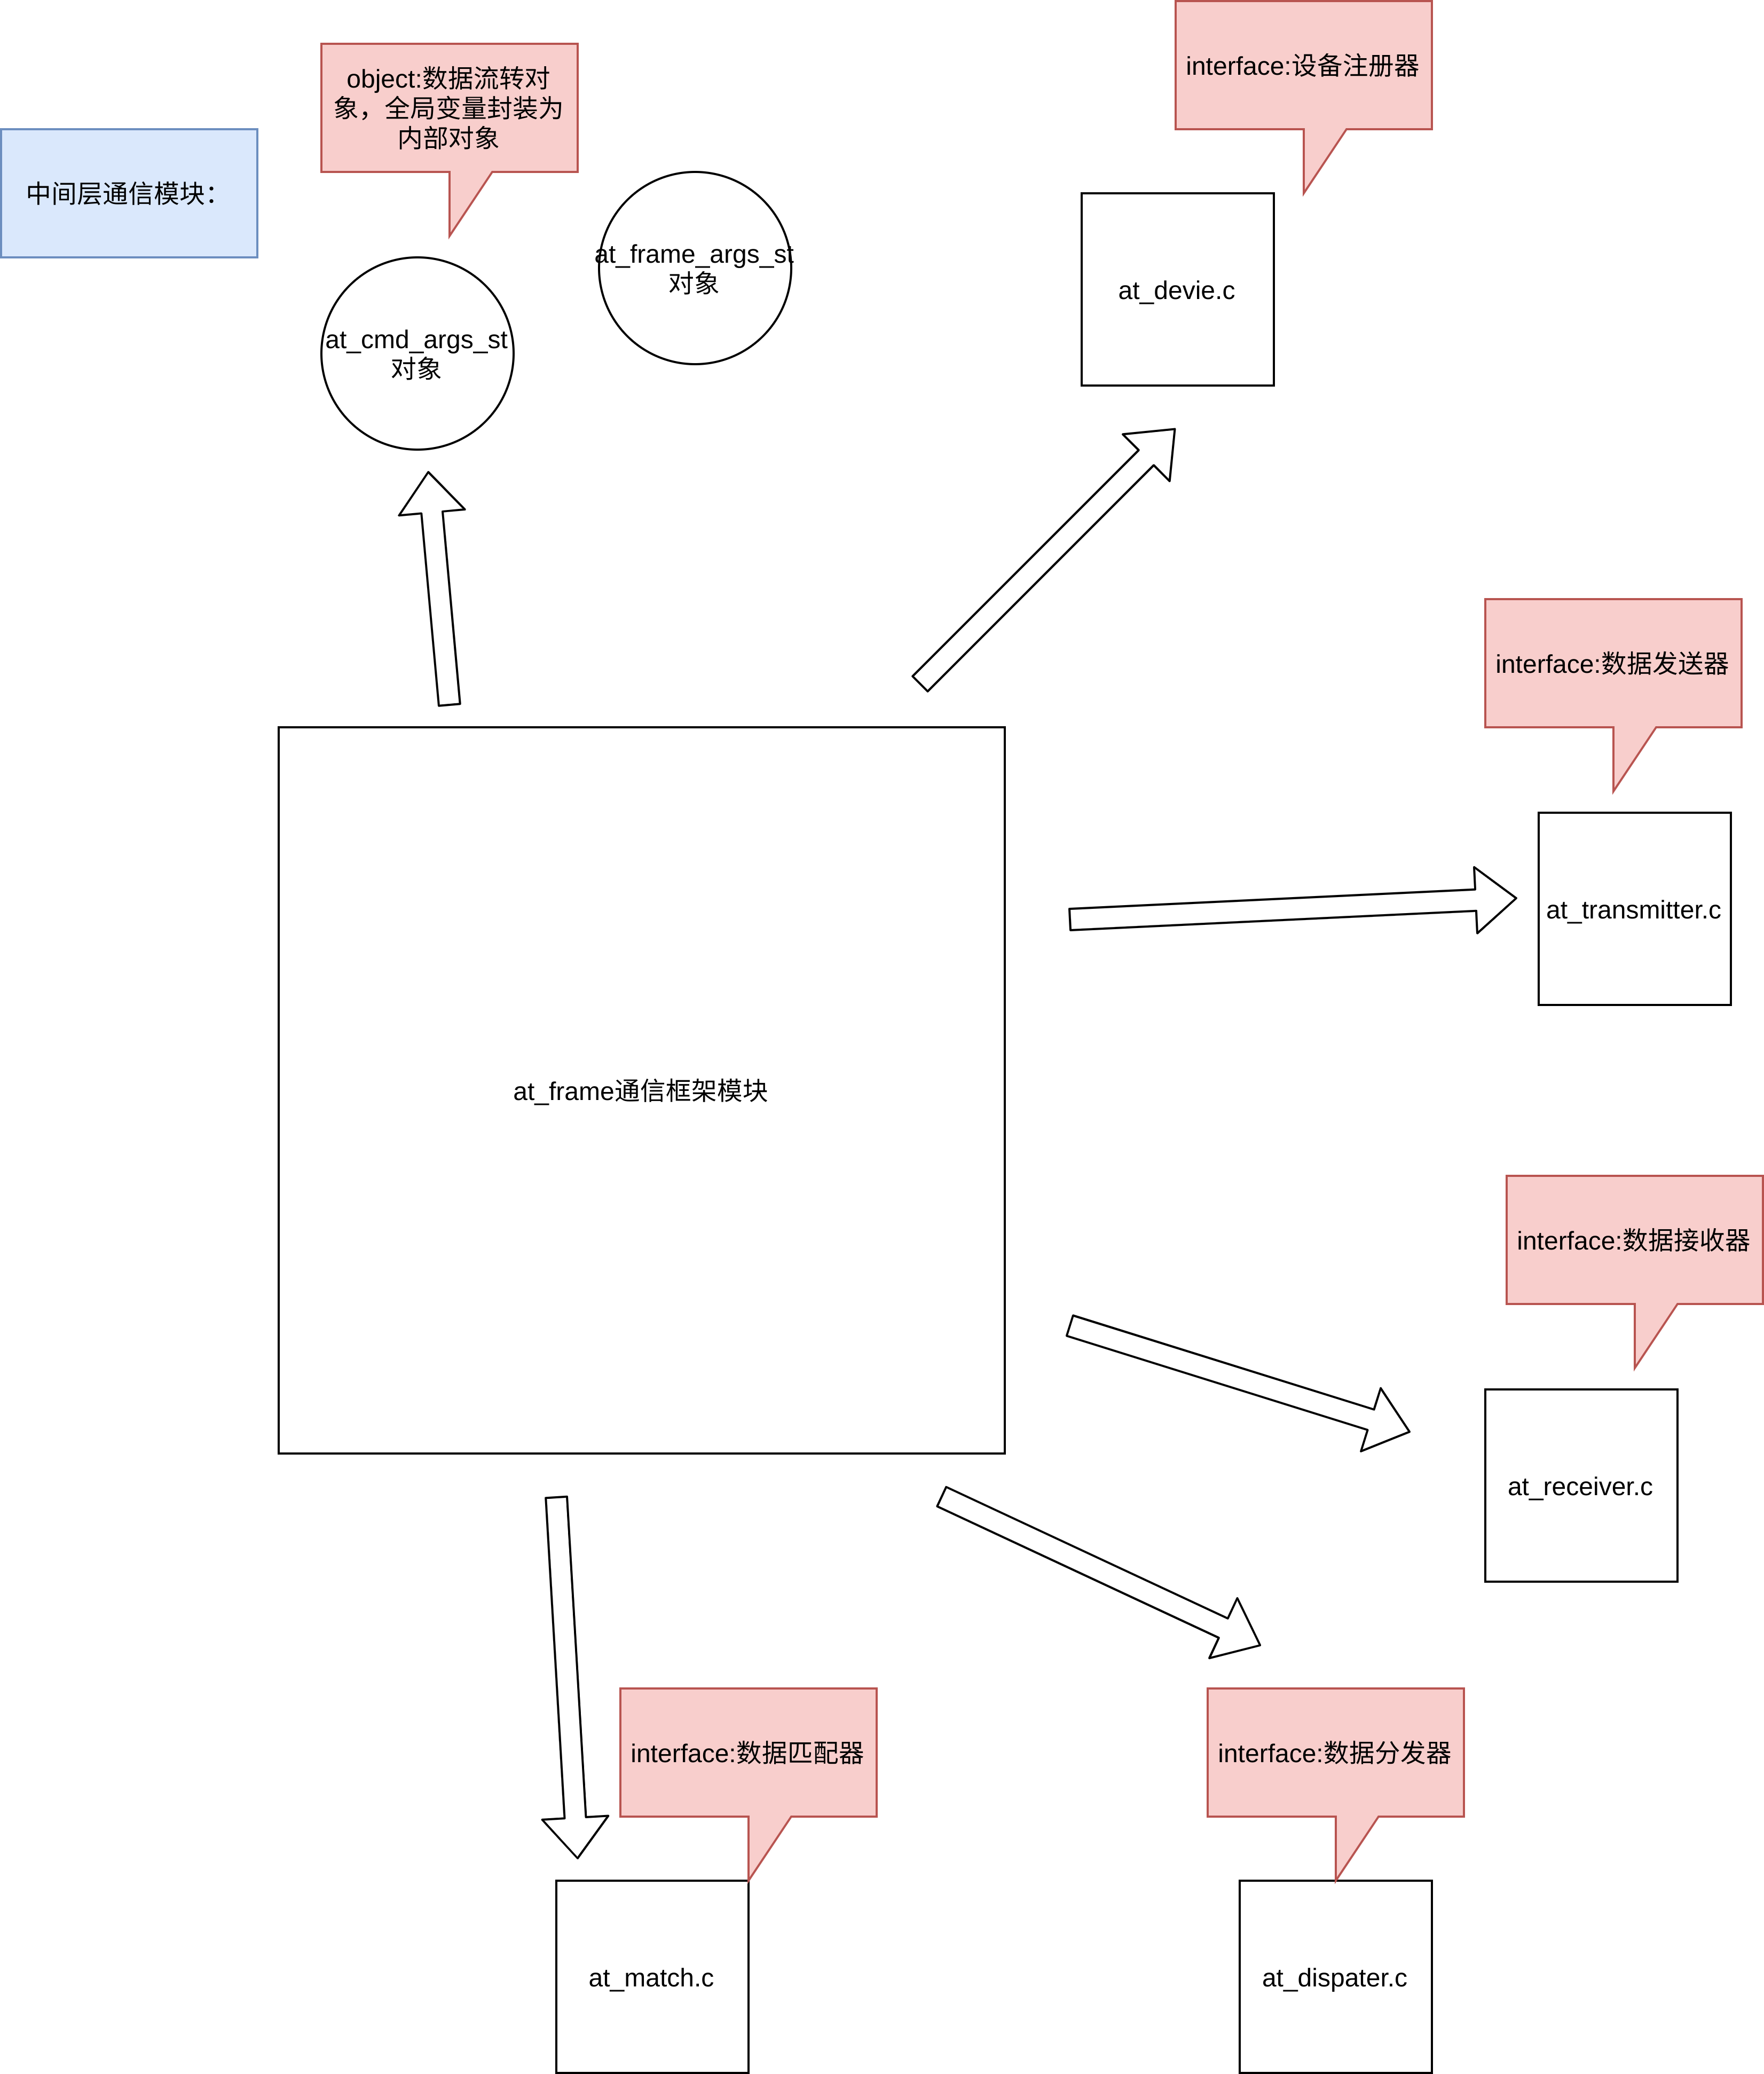 interface:设备注册器
object:数据流转对
象，全局变量封装为
内部对象
中间层通信模块：
at_frame_args_st
对象
at_devie.c
at_cmd_args_st
对象
interface:数据发送器
at_transmitter.c
at_frame通信框架模块
interface:数据接收器
at_receiver.c
interface:数据匹配器
interface:数据分发器
at_match.c
at_dispater.c